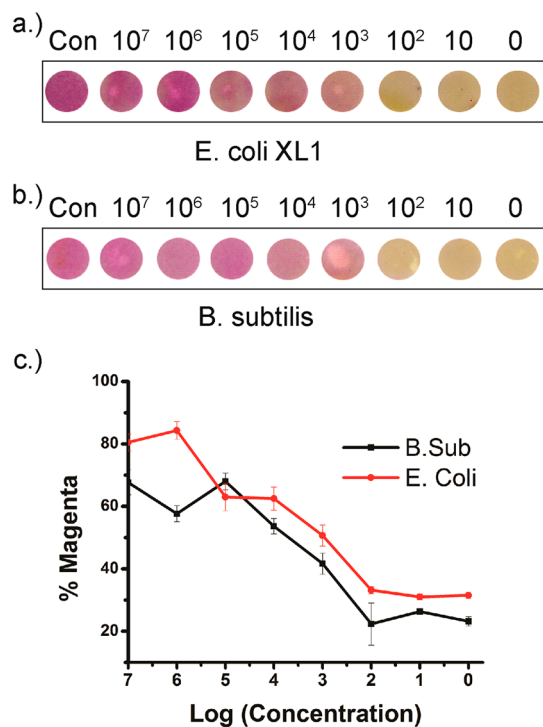 a.)
Con 10⁷ 10⁶ 10⁵ 10⁴ 10³ 10² 10 0
E. coli XL1
b.)
Con 10⁷ 10⁶ 10⁵ 10⁴ 10³ 10² 10 0
B. subtilis
c.)
100
80
60
40
20
% Magenta
B.Sub
E. Coli
7 6 5 4 3 2 1 0
Log (Concentration)